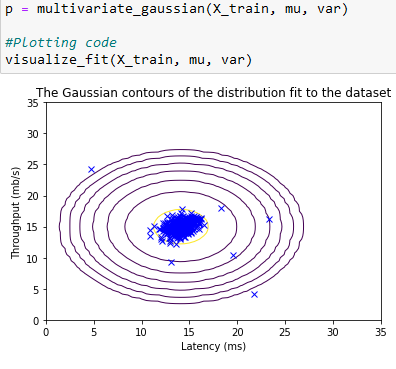 p = multivariate_gaussian(X_train, mu, var)
#Plotting code
visualize_fit(X_train, mu, var)
The Gaussian contours of the distribution fit to the dataset
35
30
25
20
15
10
5
0
Throughput (mb/s)
0 5 10 15 20 25 30 35
Latency (ms)